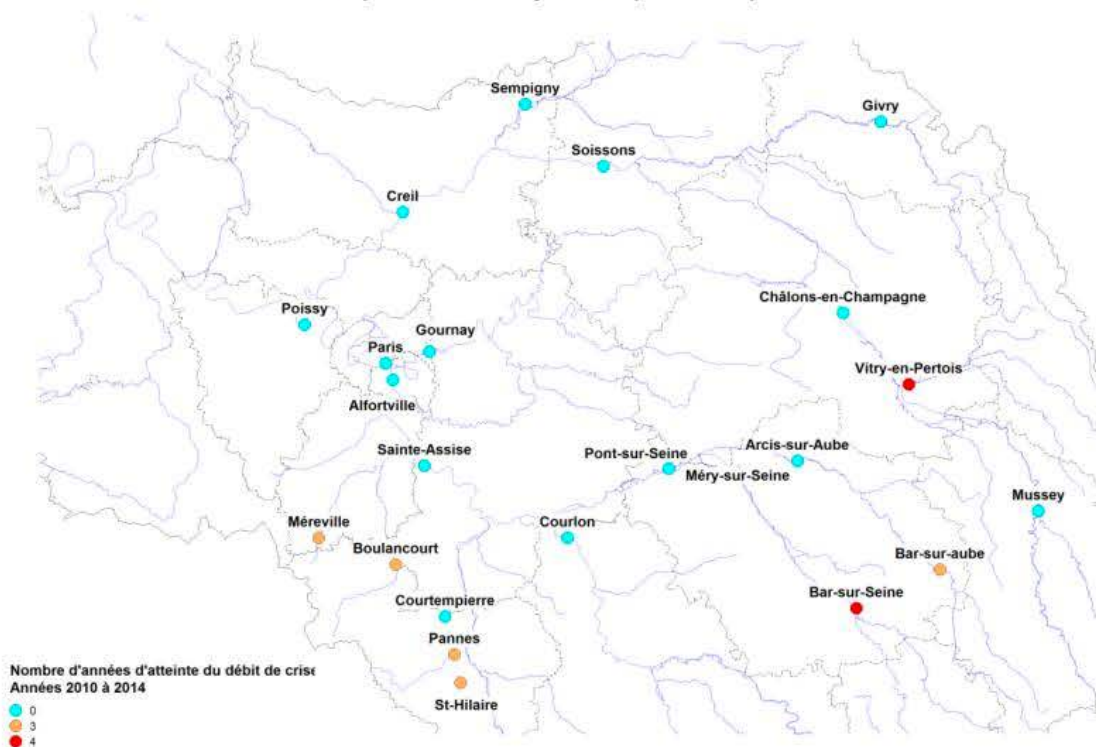 Sempigny
Givry
Soissons
Creil
Châlons-en-Champagne
Poissy
Gournay
Paris
Vitry-en-Pertois
Alfortville
Sainte-Assise
Pont-sur-Seine
Arcis-sur-Aube
Méry-sur-Seine
Mussey
Méreville
Courlon
Boulancourt
Bar-sur-aube
Bar-sur-Seine
Courtempierre
Pannes
St-Hilaire
Nombre d'années d'atteinte du débit de crise
Années 2010 à 2014
0
3
4